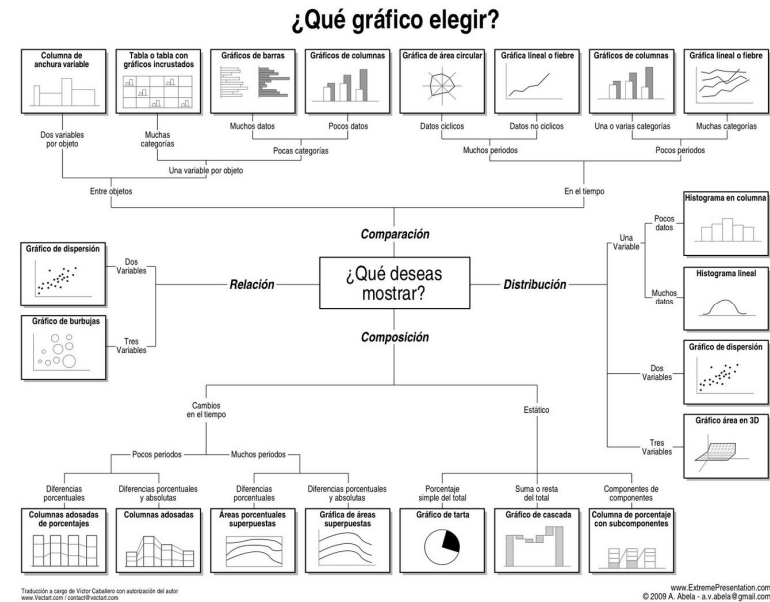 ¿Qué gráfico elegir?
Columna de
anchura variable
Tabla o tabla con
gráficos incrustados
Gráficos de barras
Gráficos de columnas
Gráfica de área circular
Gráfica lineal o fiebre
Gráficos de columnas
Gráfica lineal o fiebre
Dos variables
por objeto
Muchas
categorías
Muchos datos
Pocos datos
Datos cíclicos
Datos no cíclicos
Una o varias categorías
Muchas categorías
Pocas categorías
Muchos periodos
Pocos periodos
Una variable por objeto
Entre objetos
En el tiempo
Comparación
Histograma en columna
Pocos
datos
Una
Variable
Gráfico de dispersión
Dos
Variables
Relación
¿Qué deseas
mostrar?
Distribución
Histograma lineal
Muchos
datos
Gráfico de burbujas
Tres
Variables
Composición
Gráfico de dispersión
Dos
Variables
Cambios
en el tiempo
Estático
Gráfico área en 3D
Tres
Variables
Pocos periodos
Muchos periodos
Diferencias
porcentuales
Diferencias porcentuales
y absolutas
Diferencias
porcentuales
Diferencias porcentuales
y absolutas
Porcentaje
simple del total
Suma o resta
del total
Componentes de
componentes
Columnas adosadas
de porcentajes
Columnas adosadas
Áreas porcentuales
superpuestas
Gráfica de áreas
superpuestas
Gráfico de tarta
Gráfico de cascada
Columna de porcentaje
con subcomponentes
Traducción a cargo de Víctor Caballero con autorización del autor
www.Vectart.com / contact@vectart.com
www.ExtremePresentation.com
© 2009 A. Abela - a.v.abela@gmail.com